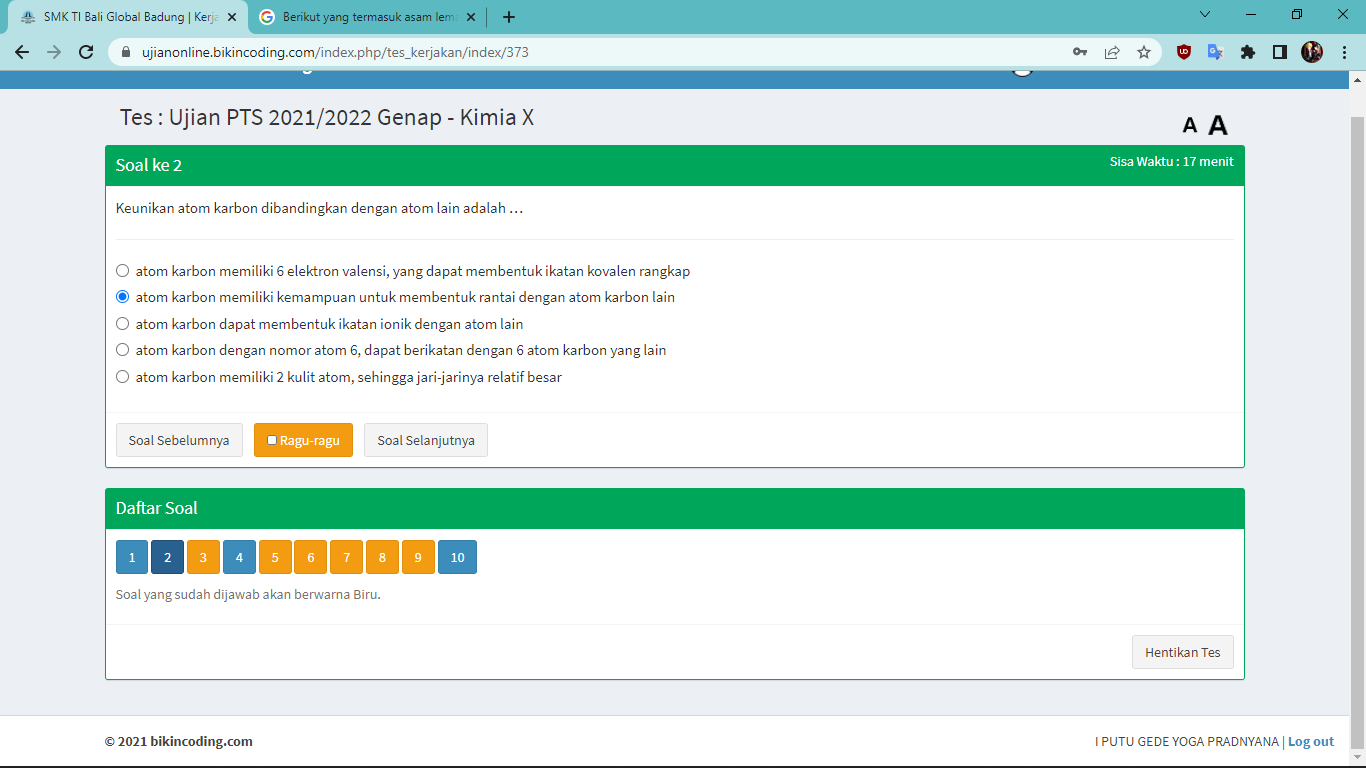 SMK TI Bali Global Badung | Kerja
Berikut yang termasuk asam lema
ujianonline.bikincoding.com/index.php/tes_kerjakan/index/373
Tes : Ujian PTS 2021/2022 Genap - Kimia X
A A
Soal ke 2
Sisa Waktu : 17 menit
Keunikan atom karbon dibandingkan dengan atom lain adalah …
atom karbon memiliki 6 elektron valensi, yang dapat membentuk ikatan kovalen rangkap
atom karbon memiliki kemampuan untuk membentuk rantai dengan atom karbon lain
atom karbon dapat membentuk ikatan ionik dengan atom lain
atom karbon dengan nomor atom 6, dapat berikatan dengan 6 atom karbon yang lain
atom karbon memiliki 2 kulit atom, sehingga jari-jarinya relatif besar
Soal Sebelumnya
Ragu-ragu
Soal Selanjutnya
Daftar Soal
1 2 3 4 5 6 7 8 9 10
Soal yang sudah dijawab akan berwarna Biru.
Hentikan Tes
© 2021 bikincoding.com
I PUTU GEDE YOGA PRADNYANA | Log out